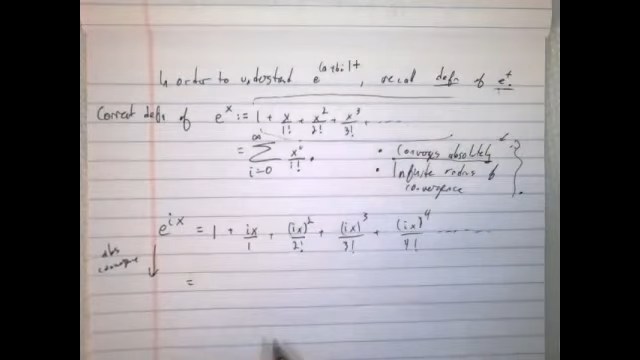 In order to understand e^{(a+bi)t}, recall defn of e^t.
Correct defn of e^x := 1 + x/1! + x^2/2! + x^3/3! + .....
= ∑_{i=0}^{∞} x^i/i!.
• Converges absolutely
• Infinite radius of
convergence
e^{ix} = 1 + ix/1 + (ix)^2/2! + (ix)^3/3! + (ix)^4/4! .......
abs
convergence
=